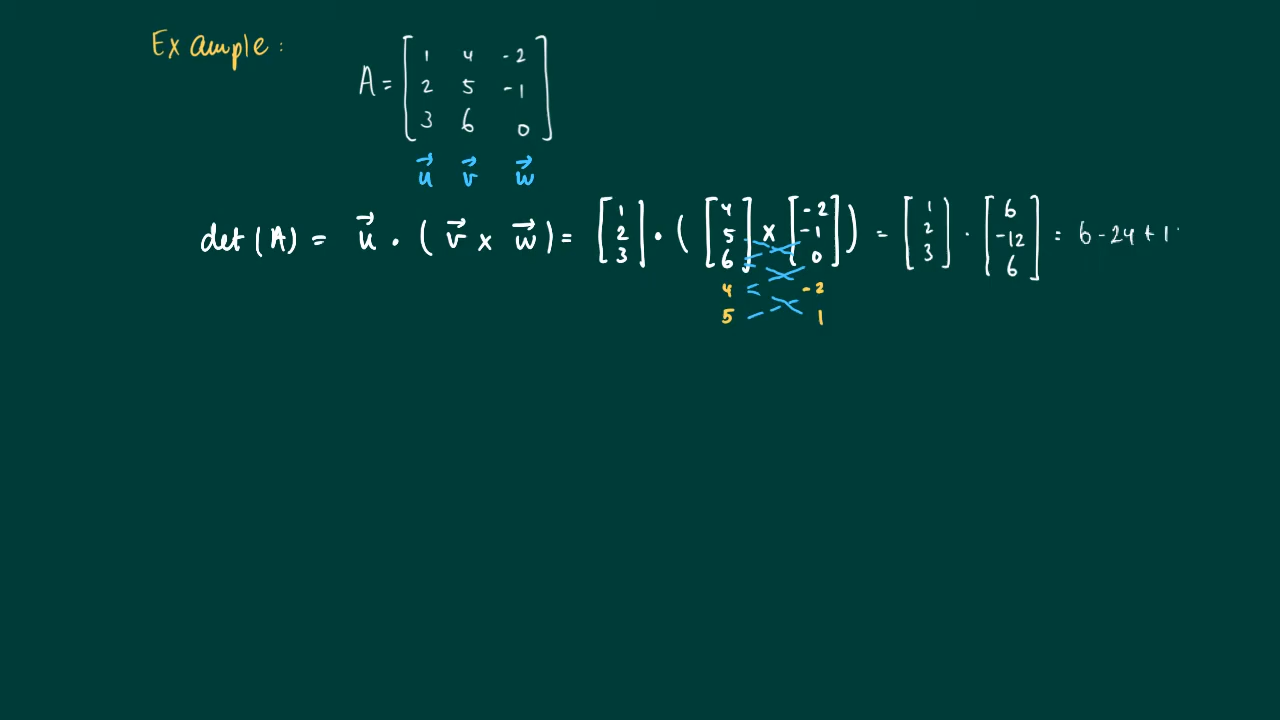 Example:
A = [ 1 4 -2
2 5 -1
3 6 0 ]
u⃗ v⃗ w⃗
det (A) = u⃗ · ( v⃗ × w⃗ ) = [ 1 2 3 ] · ( [ 4 5 6 ] × [ -2 -1 0 ] ) = [ 1 2 3 ] · [ 6 -12 6 ] = 6 - 24 + 1
4 -2
5 1